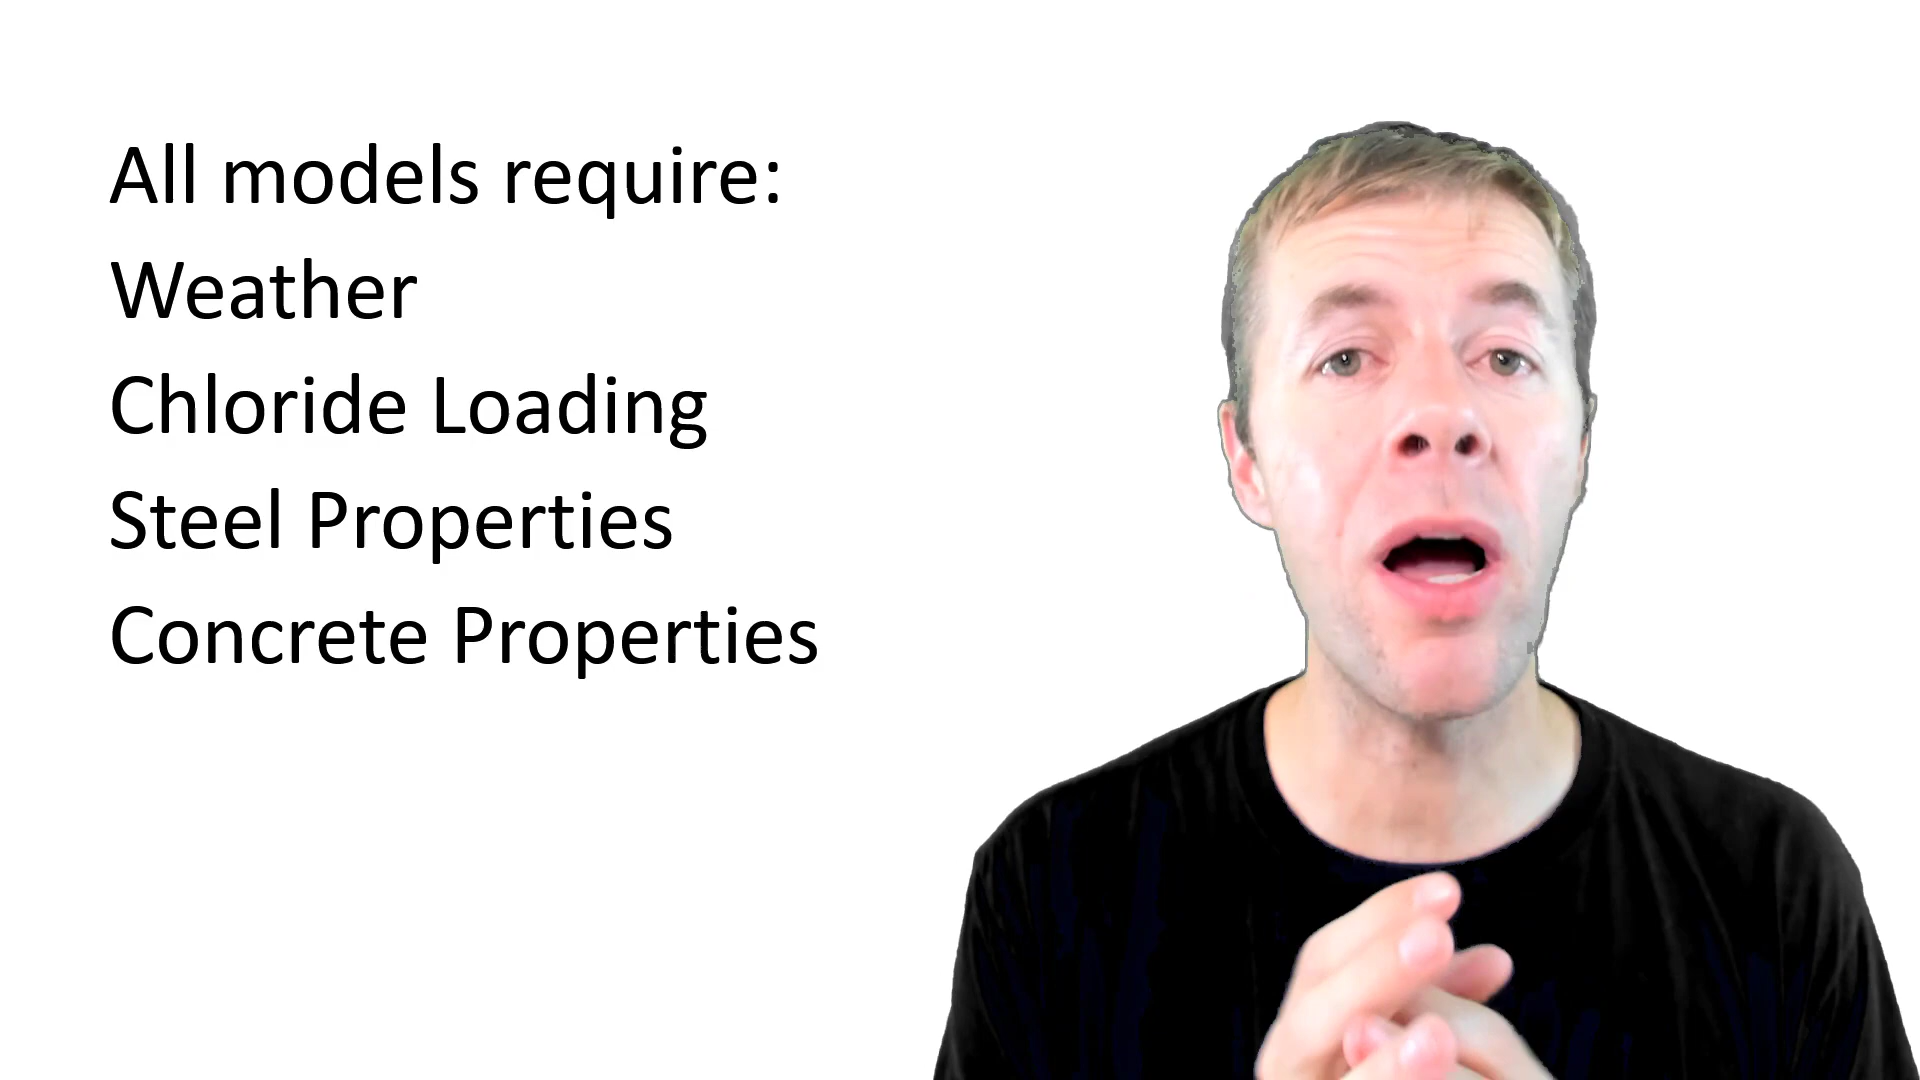 All models require:
Weather
Chloride Loading
Steel Properties
Concrete Properties